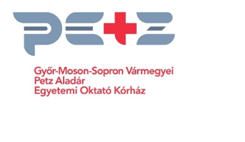 PETZ
Győr-Moson-Sopron Vármegyei
Petz Aladár
Egyetemi Oktató Kórház